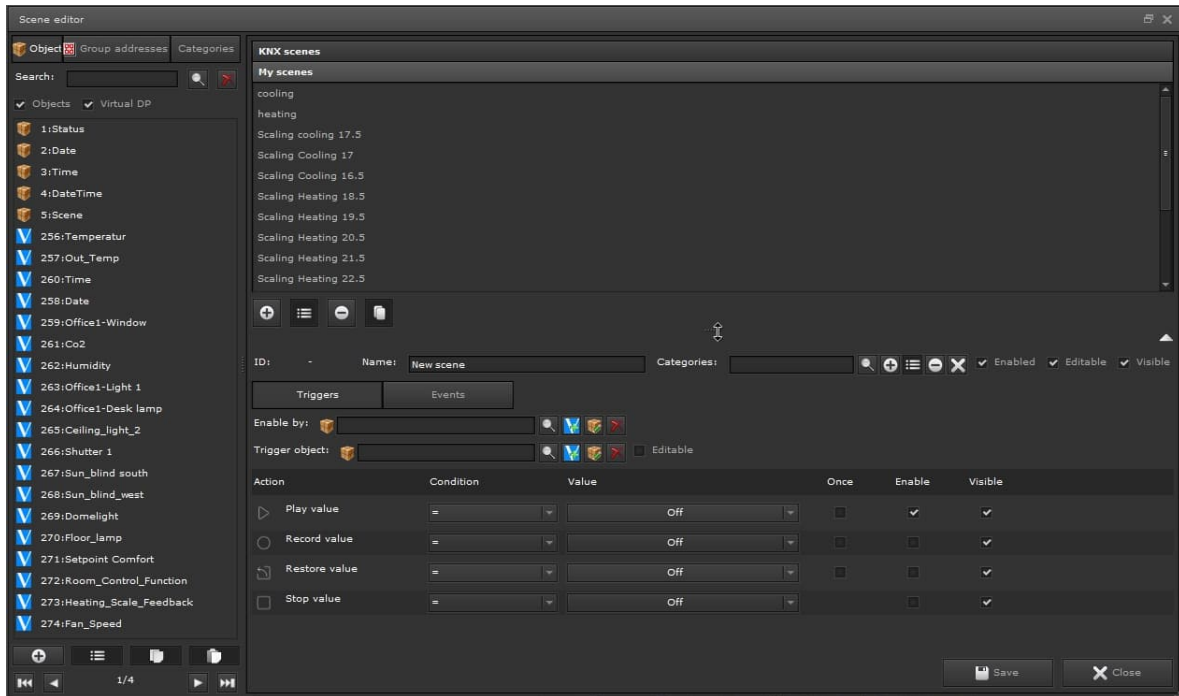 Scene editor
Object Group addresses Categories
Search:
Objects Virtual DP
1:Status
2:Date
3:Time
4:DateTime
5:Scene
256:Temperatur
257:Out_Temp
260:Time
258:Date
259:Office1-Window
261:Co2
262:Humidity
263:Office1-Light 1
264:Office1-Desk lamp
265:Ceiling_light_2
266:Shutter 1
267:Sun_blind south
268:Sun_blind_west
269:Domelight
270:Floor_lamp
271:Setpoint Comfort
272:Room_Control_Function
273:Heating_Scale_Feedback
274:Fan_Speed
1/4
KNX scenes
My scenes
cooling
heating
Scaling cooling 17.5
Scaling Cooling 17
Scaling Cooling 16.5
Scaling Heating 18.5
Scaling Heating 19.5
Scaling Heating 20.5
Scaling Heating 21.5
Scaling Heating 22.5
ID: - Name: New scene Categories: Enabled Editable Visible
Triggers Events
Enable by:
Trigger object: Editable
Action Condition Value Once Enable Visible
Play value = Off
Record value = Off
Restore value = Off
Stop value = Off
Save Close